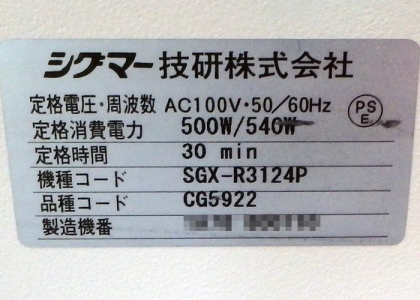 シグマー技研株式会社
定格電圧・周波数 AC100V・50/60Hz PSE
定格消費電力 500W/540W
定格時間 30 min
機種コード SGX-R3124P
品種コード CG5922
製造機番